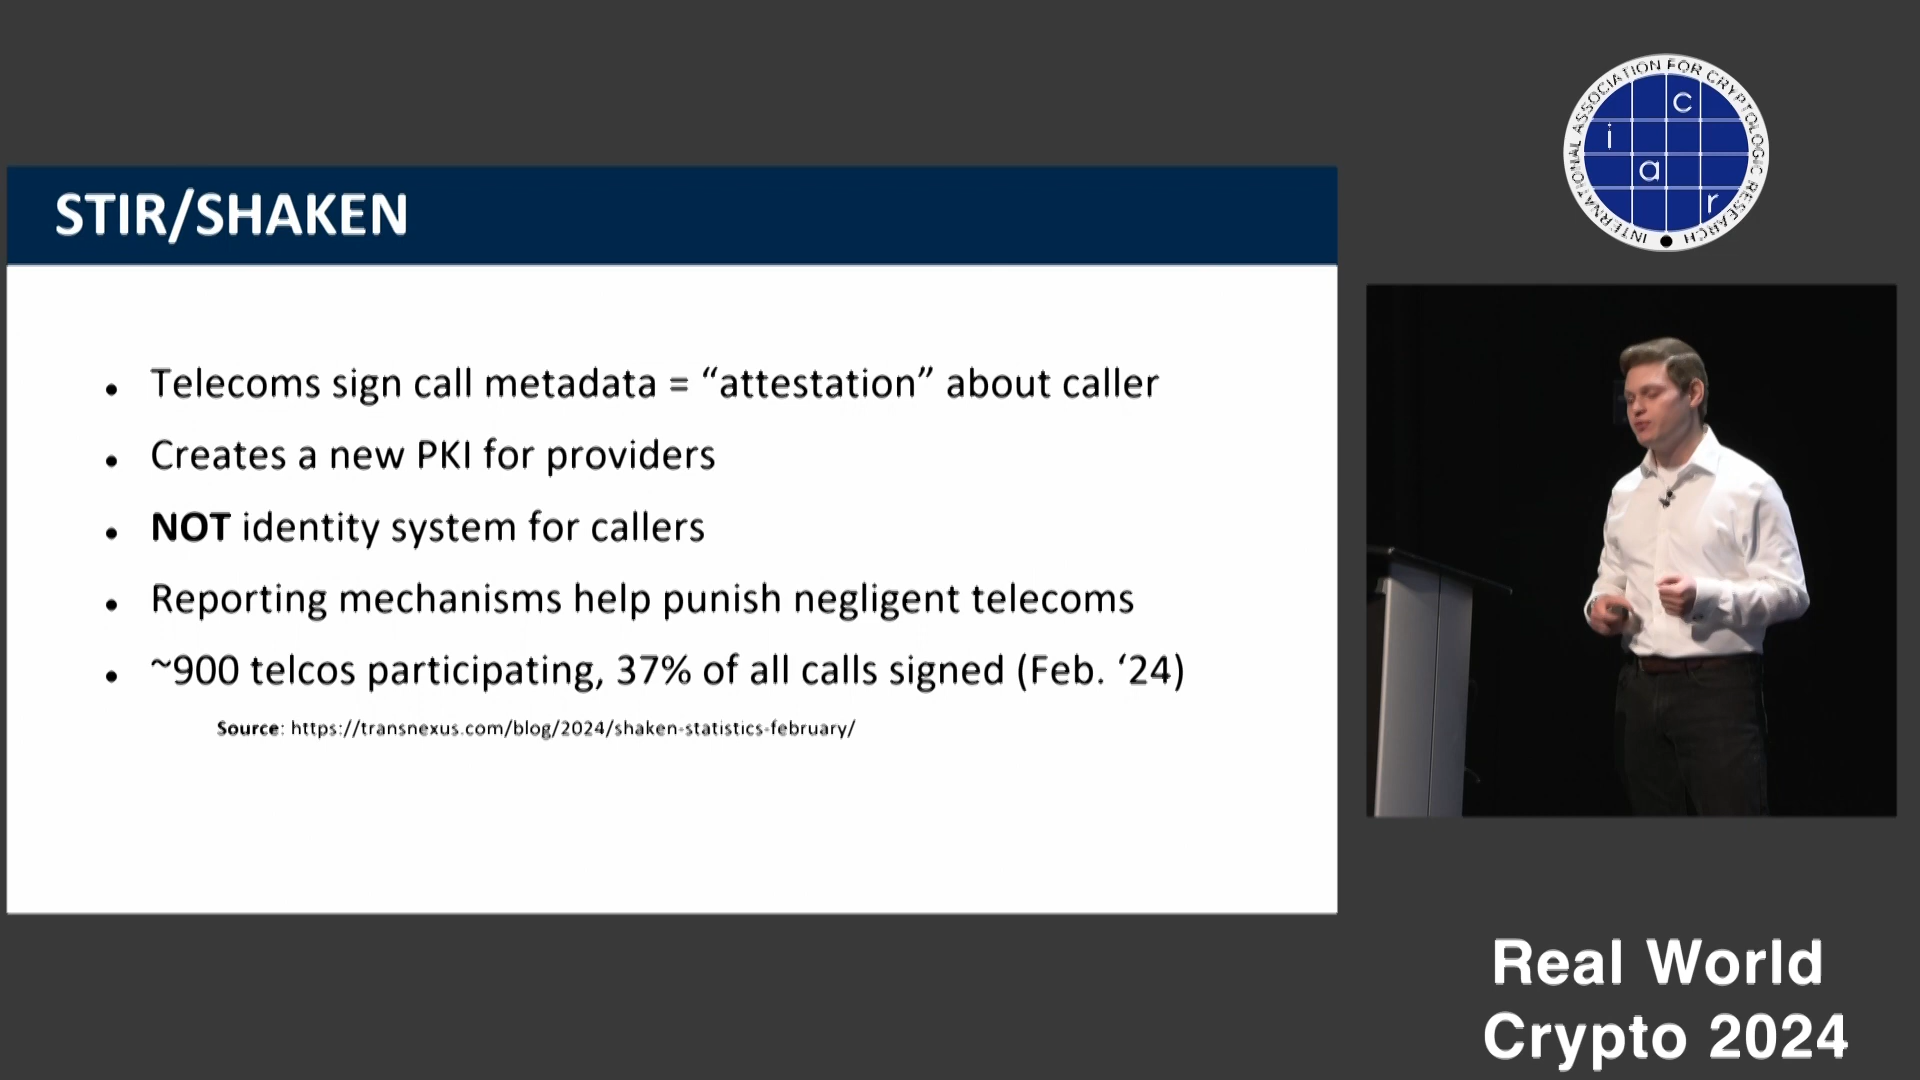 STIR/SHAKEN
• Telecoms sign call metadata = “attestation” about caller
• Creates a new PKI for providers
• NOT identity system for callers
• Reporting mechanisms help punish negligent telecoms
• ~900 telcos participating, 37% of all calls signed (Feb. ‘24)
Source: https://transnexus.com/blog/2024/shaken-statistics-february/
INTERNATIONAL ASSOCIATION FOR CRYPTOLOGIC RESEARCH
i a c r
Real World
Crypto 2024